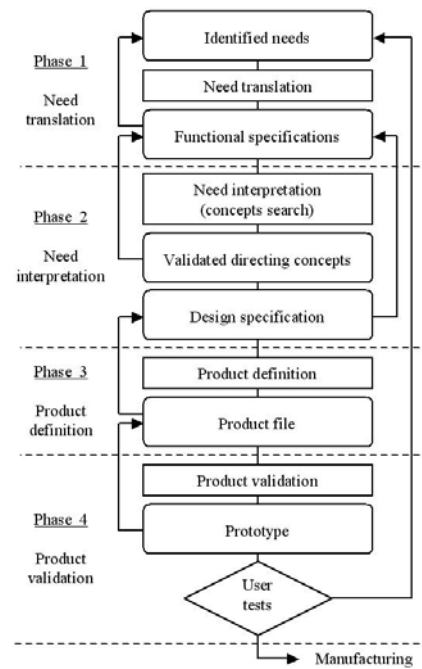 Identified needs
Phase 1
Need
translation
Need translation
Functional specifications
Need interpretation
(concepts search)
Phase 2
Need
interpretation
Validated directing concepts
Design specification
Phase 3
Product
definition
Product definition
Product file
Product validation
Phase 4
Product
validation
Prototype
User
tests
Manufacturing